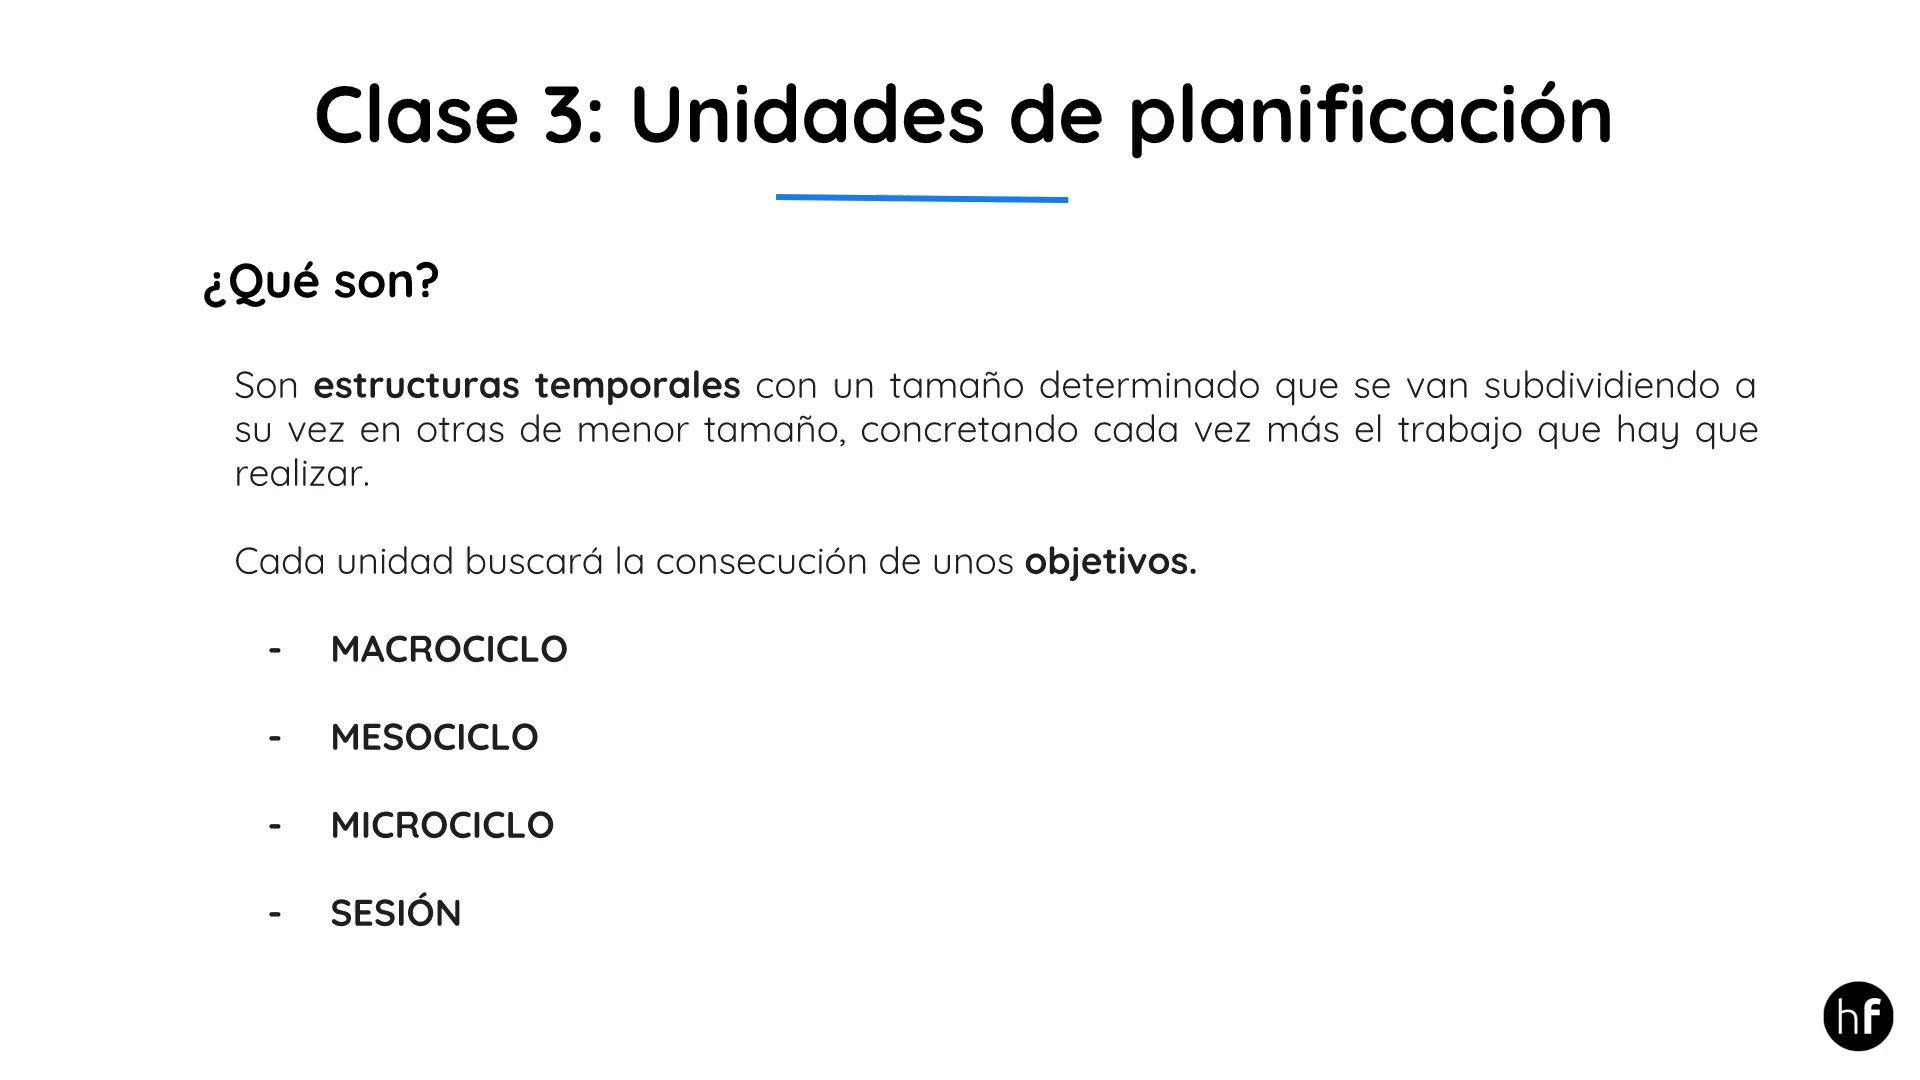 Clase 3: Unidades de planificación
¿Qué son?
Son estructuras temporales con un tamaño determinado que se van subdividiendo a
su vez en otras de menor tamaño, concretando cada vez más el trabajo que hay que
realizar.
Cada unidad buscará la consecución de unos objetivos.
- MACROCICLO
- MESOCICLO
- MICROCICLO
- SESIÓN
hf